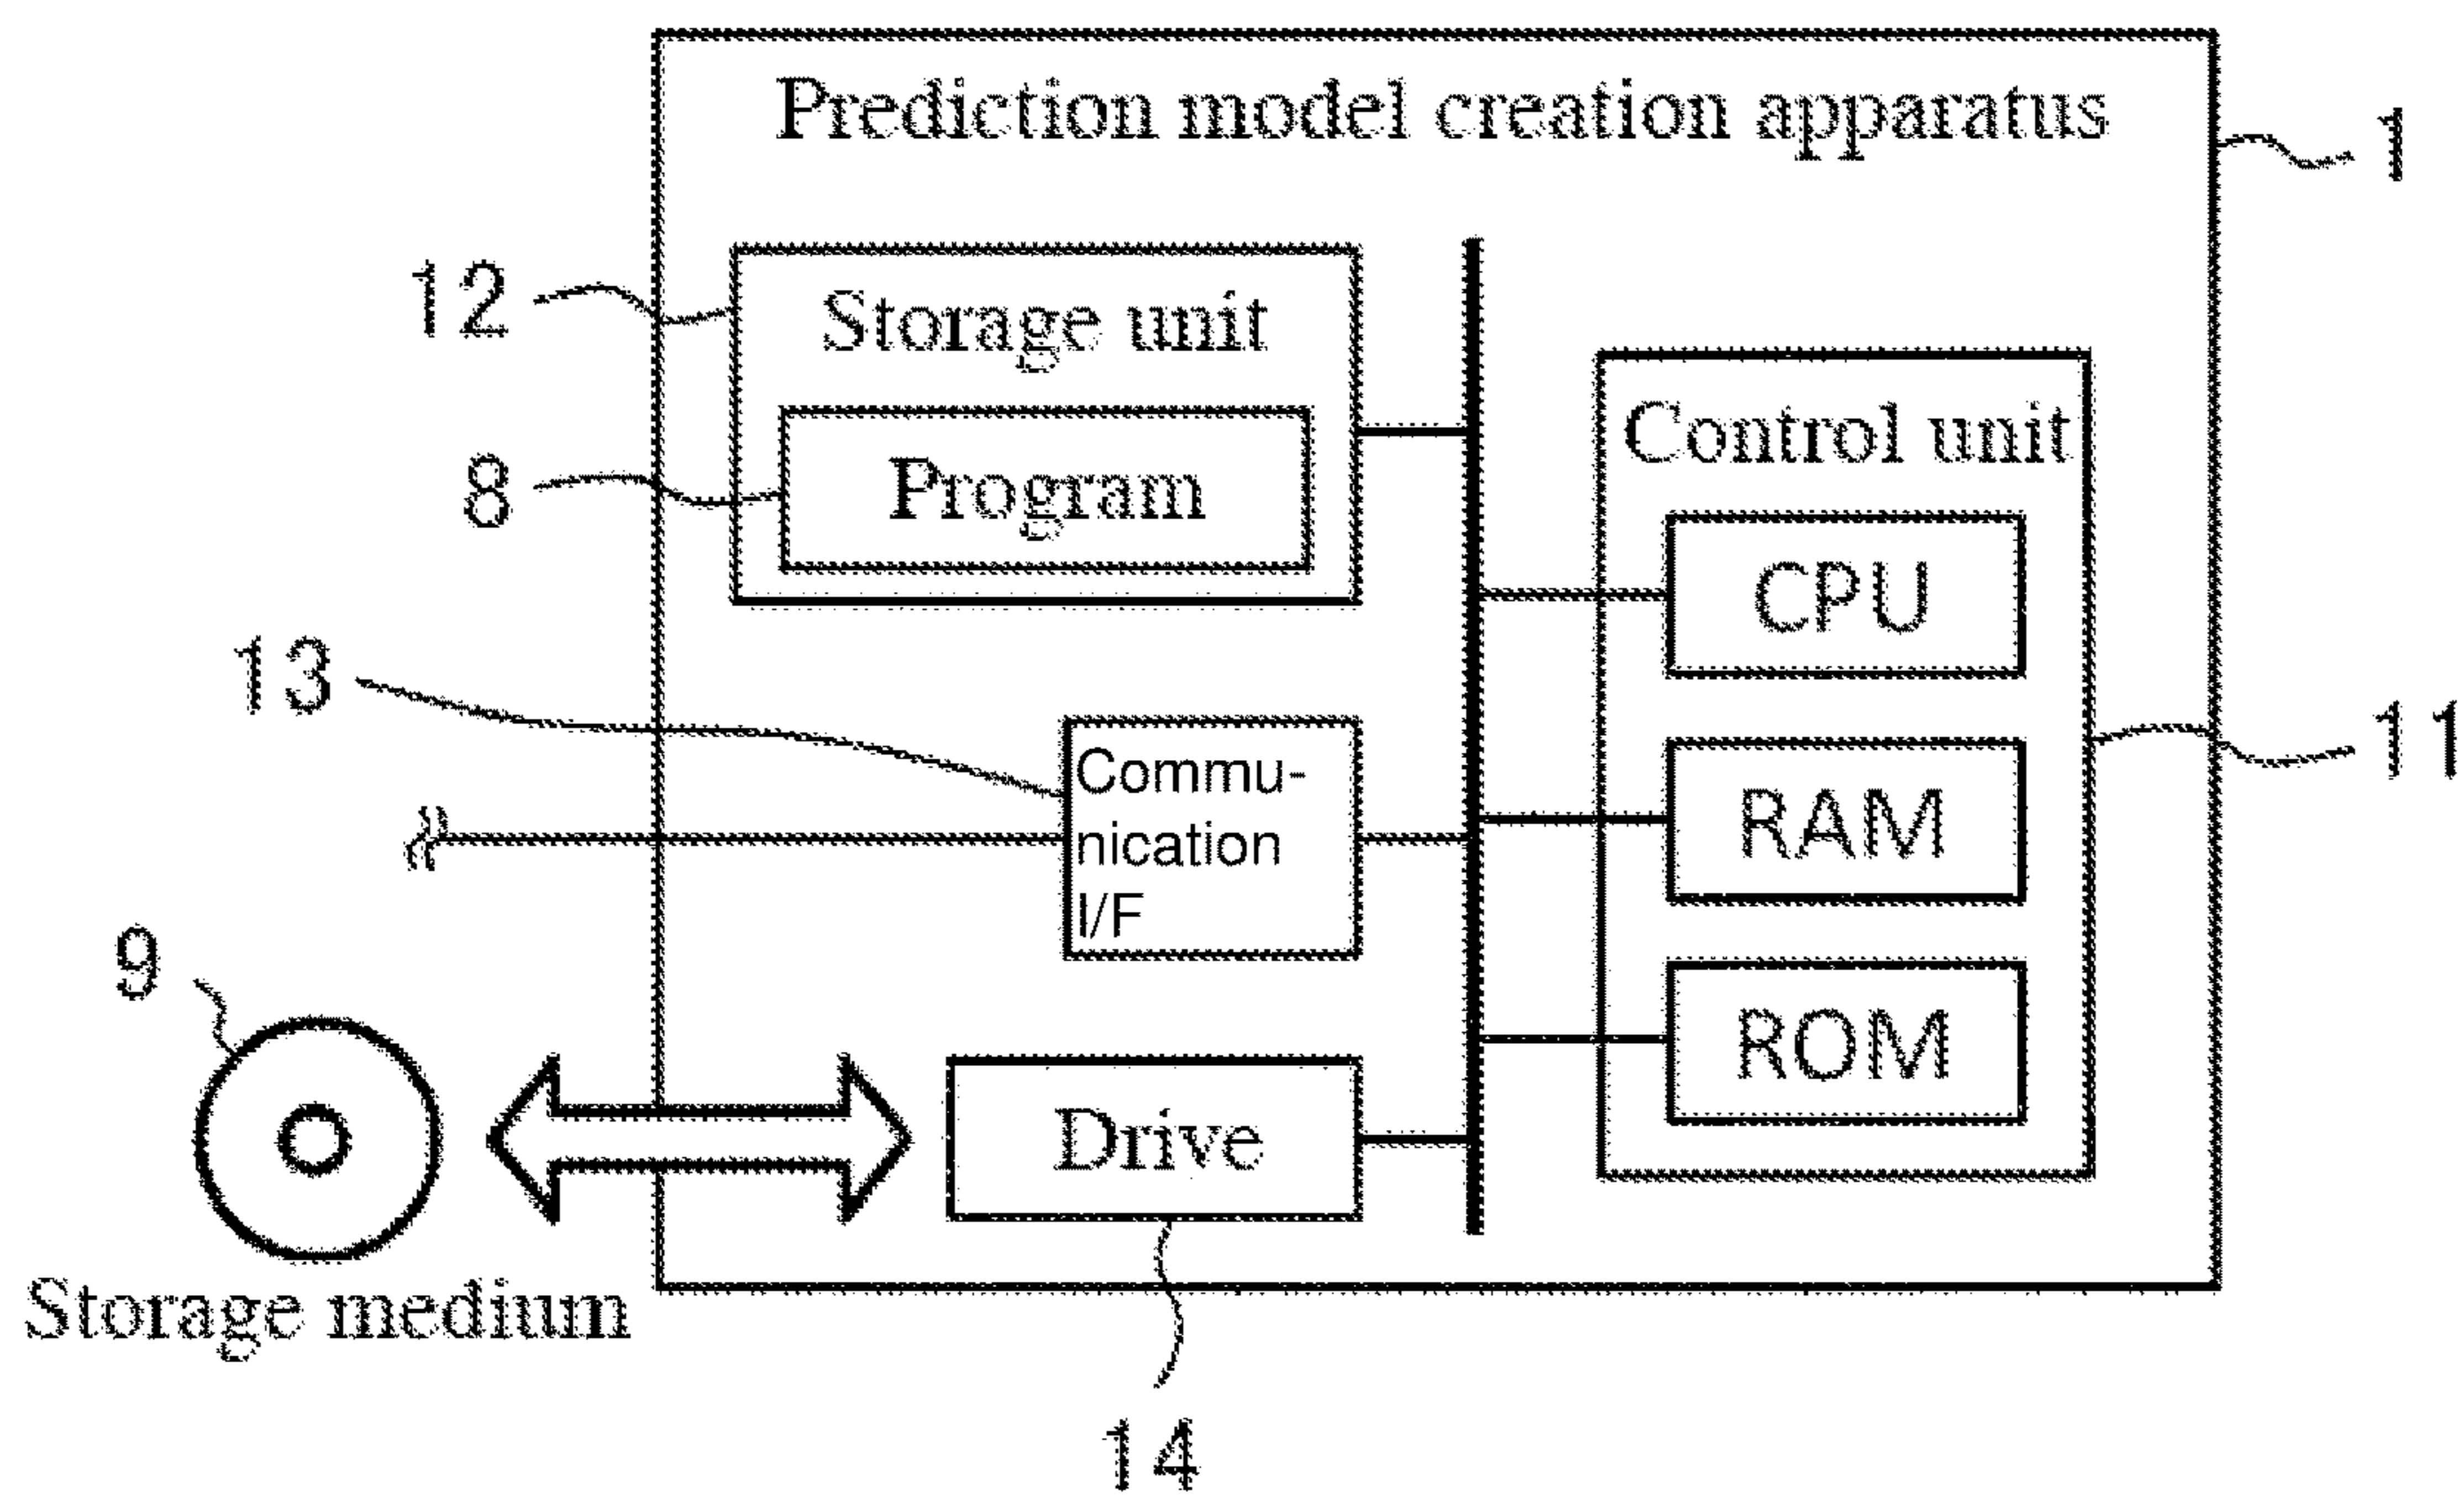 Prediction model creation apparatus
1
12
Storage unit
8
Program
Control unit
CPU
13
Commu-
nication
I/F
RAM
11
9
ROM
Drive
Storage medium
14